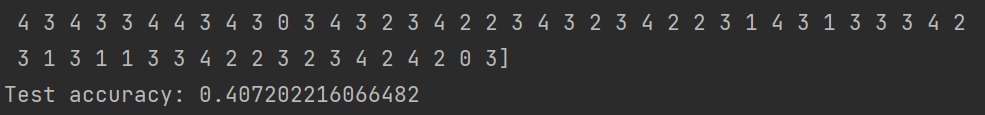 4 3 4 3 3 4 4 3 4 3 0 3 4 3 2 3 4 2 2 3 4 3 2 3 4 2 2 3 1 4 3 1 3 3 3 4 2
3 1 3 1 1 3 3 4 2 2 3 2 3 4 2 4 2 0 3]
Test accuracy: 0.407202216066482